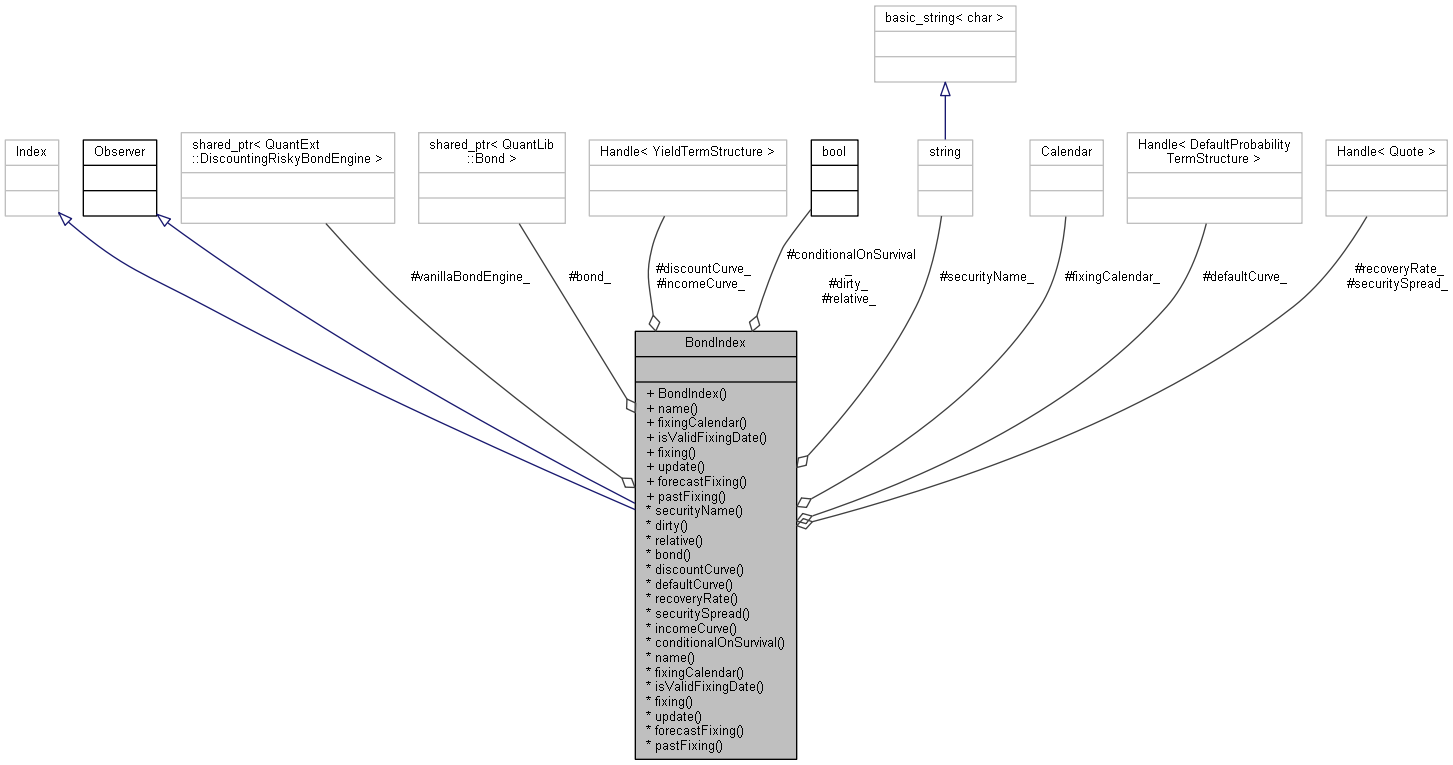 basic_string< char >
Index
Observer
shared_ptr< QuantExt
::DiscountingRiskyBondEngine >
shared_ptr< QuantLib
::Bond >
Handle< YieldTermStructure >
bool
string
Calendar
Handle< DefaultProbability
TermStructure >
Handle< Quote >
#vanillaBondEngine_
#bond_
#discountCurve_
#incomeCurve_
#conditionalOnSurvival
_
#dirty_
#relative_
#securityName_
#fixingCalendar_
#defaultCurve_
#recoveryRate_
#securitySpread_
BondIndex
+ BondIndex()
+ name()
+ fixingCalendar()
+ isValidFixingDate()
+ fixing()
+ update()
+ forecastFixing()
+ pastFixing()
* securityName()
* dirty()
* relative()
* bond()
* discountCurve()
* defaultCurve()
* recoveryRate()
* securitySpread()
* incomeCurve()
* conditionalOnSurvival()
* name()
* fixingCalendar()
* isValidFixingDate()
* fixing()
* update()
* forecastFixing()
* pastFixing()